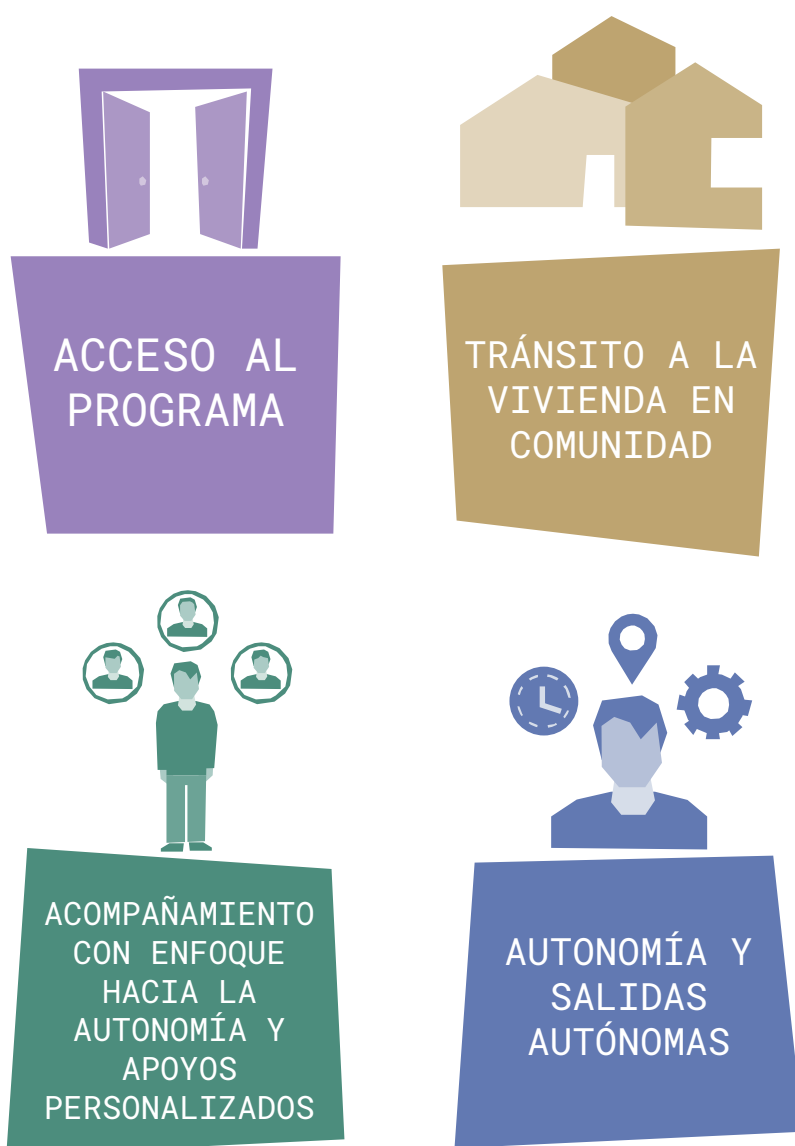 ACCESO AL
PROGRAMA
TRÁNSITO A LA
VIVIENDA EN
COMUNIDAD
ACOMPAÑAMIENTO
CON ENFOQUE
HACIA LA
AUTONOMÍA Y
APOYOS
PERSONALIZADOS
AUTONOMÍA Y
SALIDAS
AUTÓNOMAS